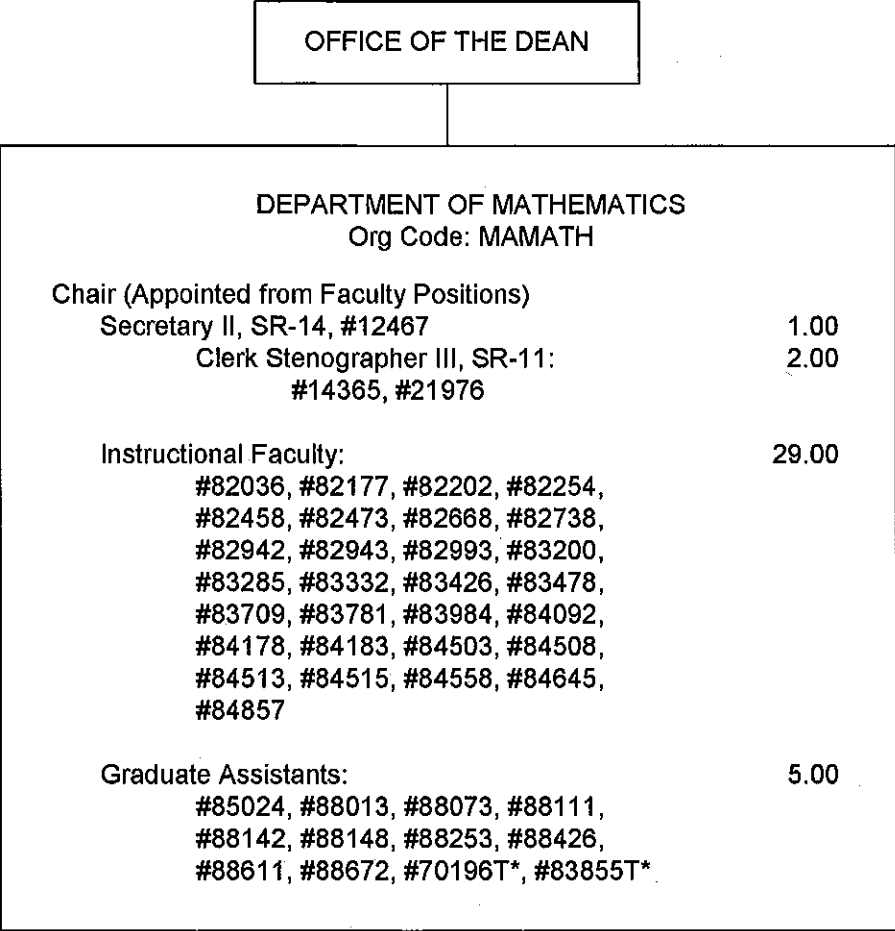 OFFICE OF THE DEAN
DEPARTMENT OF MATHEMATICS
Org Code: MAMATH
Chair (Appointed from Faculty Positions)
Secretary II, SR-14, #12467 1.00
Clerk Stenographer III, SR-11: 2.00
#14365, #21976
Instructional Faculty: 29.00
#82036, #82177, #82202, #82254,
#82458, #82473, #82668, #82738,
#82942, #82943, #82993, #83200,
#83285, #83332, #83426, #83478,
#83709, #83781, #83984, #84092,
#84178, #84183, #84503, #84508,
#84513, #84515, #84558, #84645,
#84857
Graduate Assistants: 5.00
#85024, #88013, #88073, #88111,
#88142, #88148, #88253, #88426,
#88611, #88672, #70196T*, #83855T*